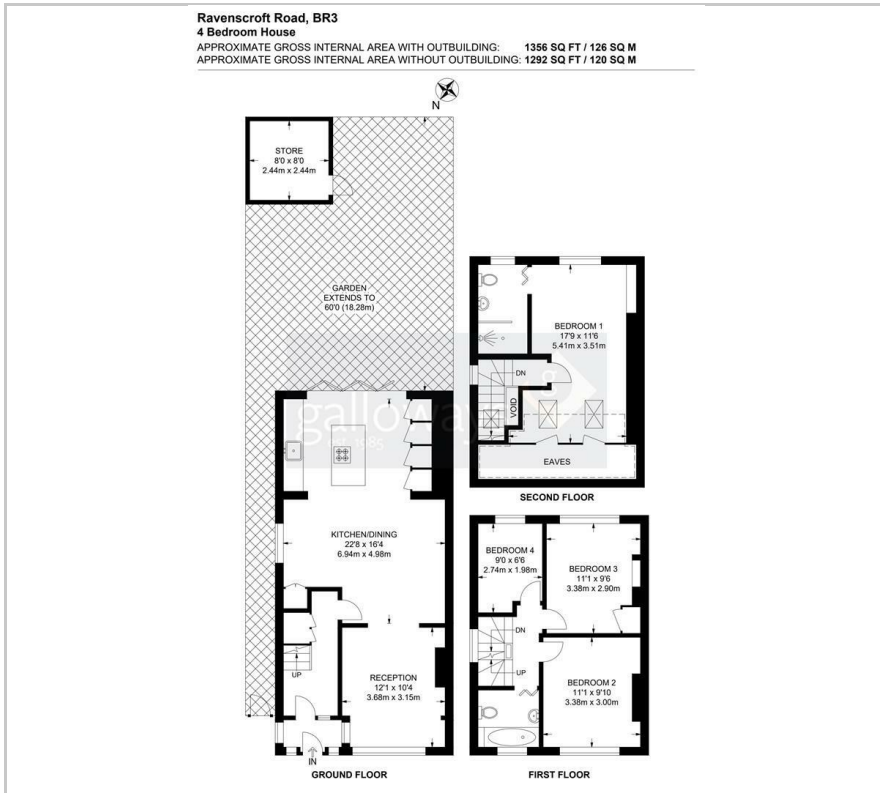 Ravenscroft Road, BR3
4 Bedroom House
APPROXIMATE GROSS INTERNAL AREA WITH OUTBUILDING: 1356 SQ FT / 126 SQ M
APPROXIMATE GROSS INTERNAL AREA WITHOUT OUTBUILDING: 1292 SQ FT / 120 SQ M
N
STORE
8'0 x 8'0
2.44m x 2.44m
GARDEN
EXTENDS TO
60'0 (18.28m)
KITCHEN/DINING
22'8 x 16'4
6.94m x 4.98m
UP
RECEPTION
12'1 x 10'4
3.68m x 3.15m
IN
GROUND FLOOR
BEDROOM 1
17'9 x 11'6
5.41m x 3.51m
DN
VOID
EAVES
SECOND FLOOR
BEDROOM 4
9'0 x 6'6
2.74m x 1.98m
BEDROOM 3
11'1 x 9'6
3.38m x 2.90m
DN
UP
BEDROOM 2
11'1 x 9'10
3.38m x 3.00m
FIRST FLOOR
galloways
est. 1985
g